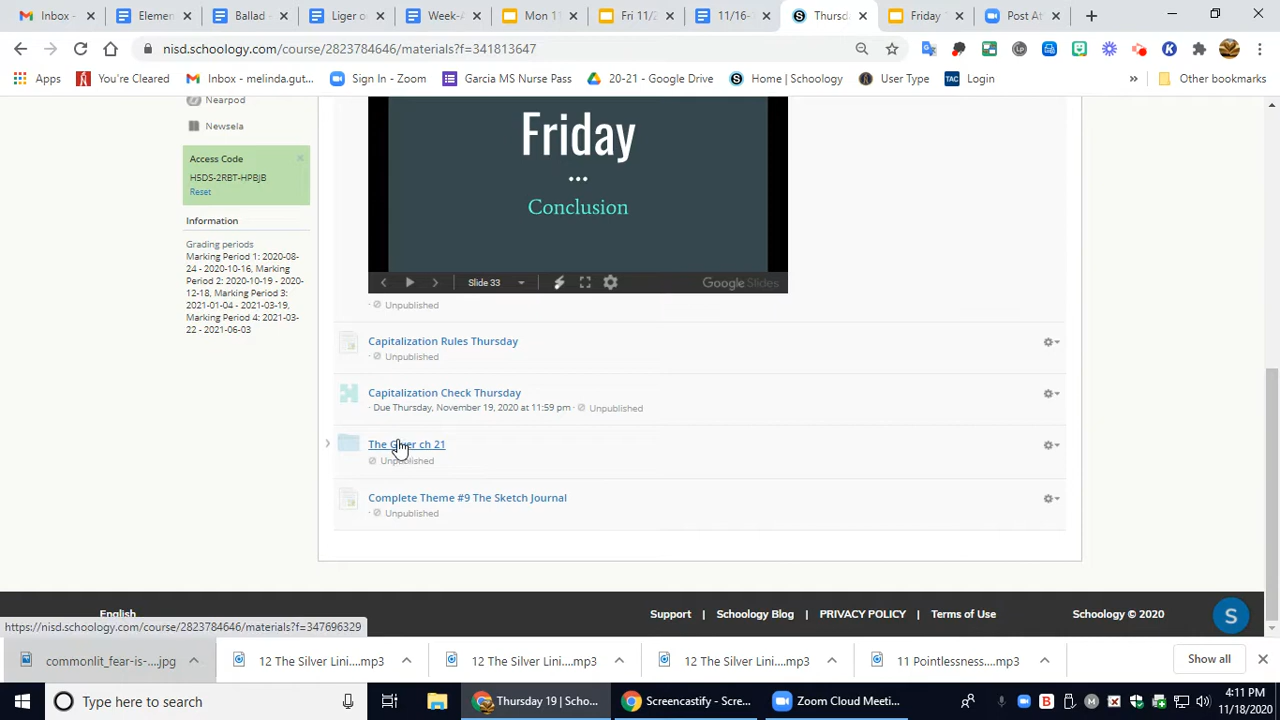 Inbox -
Elemen
Ballad -
Liger o
Week-A
Mon 1
Fri 11
11/16
Thursd
Friday
Post At
nisd.schoology.com/course/2823784646/materials?f=341813647
Apps
You're Cleared
Inbox - melinda.gut...
Sign In - Zoom
Garcia MS Nurse Pass
20-21 - Google Drive
Home | Schoology
User Type
TAC
Login
»
Other bookmarks
Nearpod
Newsela
Access Code
H5DS-2RBT-HPBJB
Reset
Information
Grading periods
Marking Period 1: 2020-08-
24 - 2020-10-16, Marking
Period 2: 2020-10-19 - 2020-
12-18, Marking Period 3:
2021-01-04 - 2021-03-19,
Marking Period 4: 2021-03-
22 - 2021-06-03
Friday
...
Conclusion
Slide 33
Google Slides
· Unpublished
Capitalization Rules Thursday
· Unpublished
Capitalization Check Thursday
· Due Thursday, November 19, 2020 at 11:59 pm · Unpublished
The ch 21
Unpublished
Complete Theme #9 The Sketch Journal
· Unpublished
English
Support | Schoology Blog | PRIVACY POLICY | Terms of Use
Schoology © 2020
S
https://nisd.schoology.com/course/2823784646/materials?f=347696329
commonlit_fear-is-....jpg
12 The Silver Lini....mp3
12 The Silver Lini....mp3
12 The Silver Lini....mp3
11 Pointlessness....mp3
Show all
Type here to search
Thursday 19 | Scho...
Screencastify - Scre...
Zoom Cloud Meeti...
4:11 PM
11/18/2020